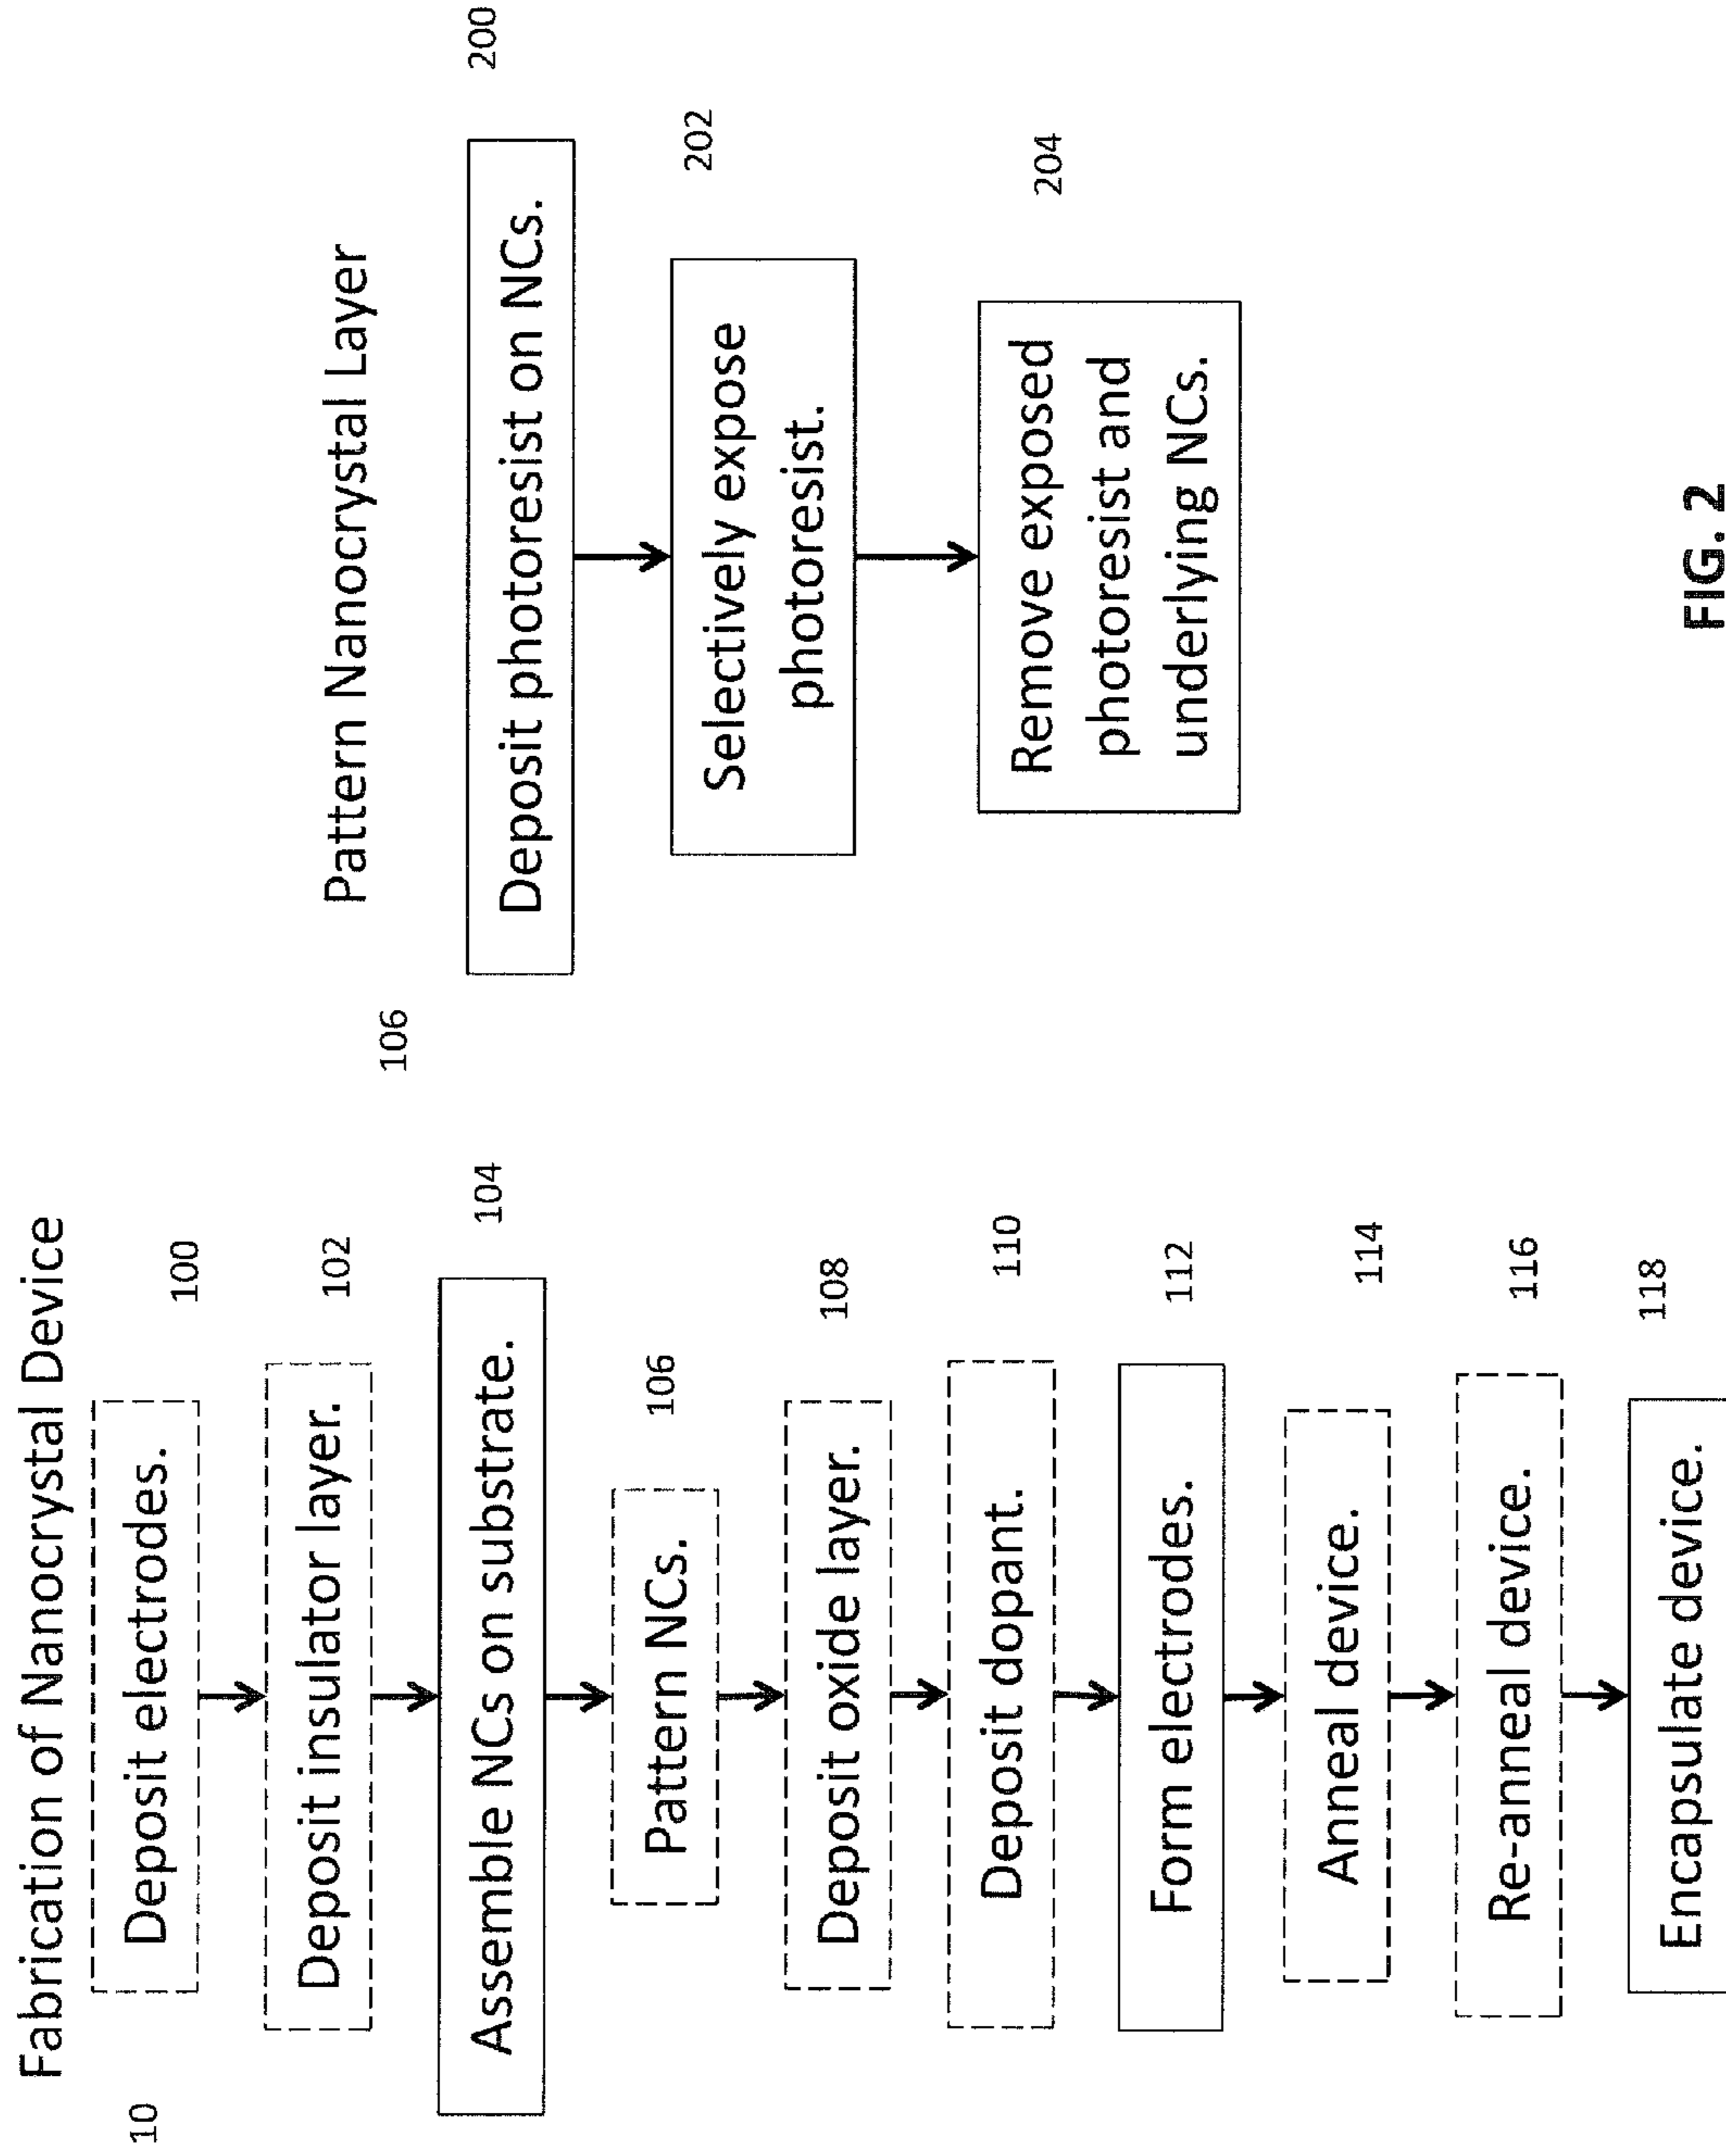 Fabrication of Nanocrystal Device
10
Deposit electrodes.
100
Deposit insulator layer.
102
Assemble NCs on substrate.
104
Pattern NCs.
106
Deposit oxide layer.
108
Deposit dopant.
110
Form electrodes.
112
Anneal device.
114
Re-anneal device.
116
Encapsulate device.
118
Pattern Nanocrystal Layer
106
Deposit photoresist on NCs.
200
Selectively expose
photoresist.
202
Remove exposed
photoresist and
underlying NCs.
204
FIG. 2